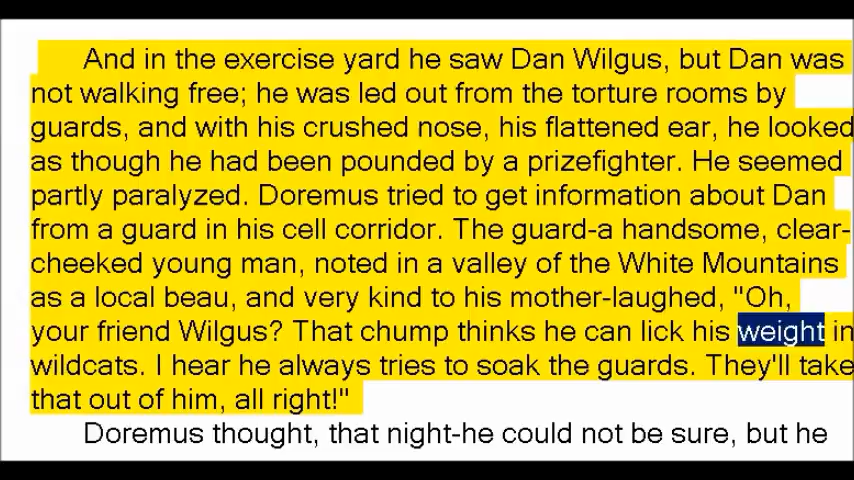 And in the exercise yard he saw Dan Wilgus, but Dan was
not walking free; he was led out from the torture rooms by
guards, and with his crushed nose, his flattened ear, he looked
as though he had been pounded by a prizefighter. He seemed
partly paralyzed. Doremus tried to get information about Dan
from a guard in his cell corridor. The guard-a handsome, clear-
cheeked young man, noted in a valley of the White Mountains
as a local beau, and very kind to his mother-laughed, "Oh,
your friend Wilgus? That chump thinks he can lick his weight in
wildcats. I hear he always tries to soak the guards. They'll take
that out of him, all right!"
Doremus thought, that night-he could not be sure, but he